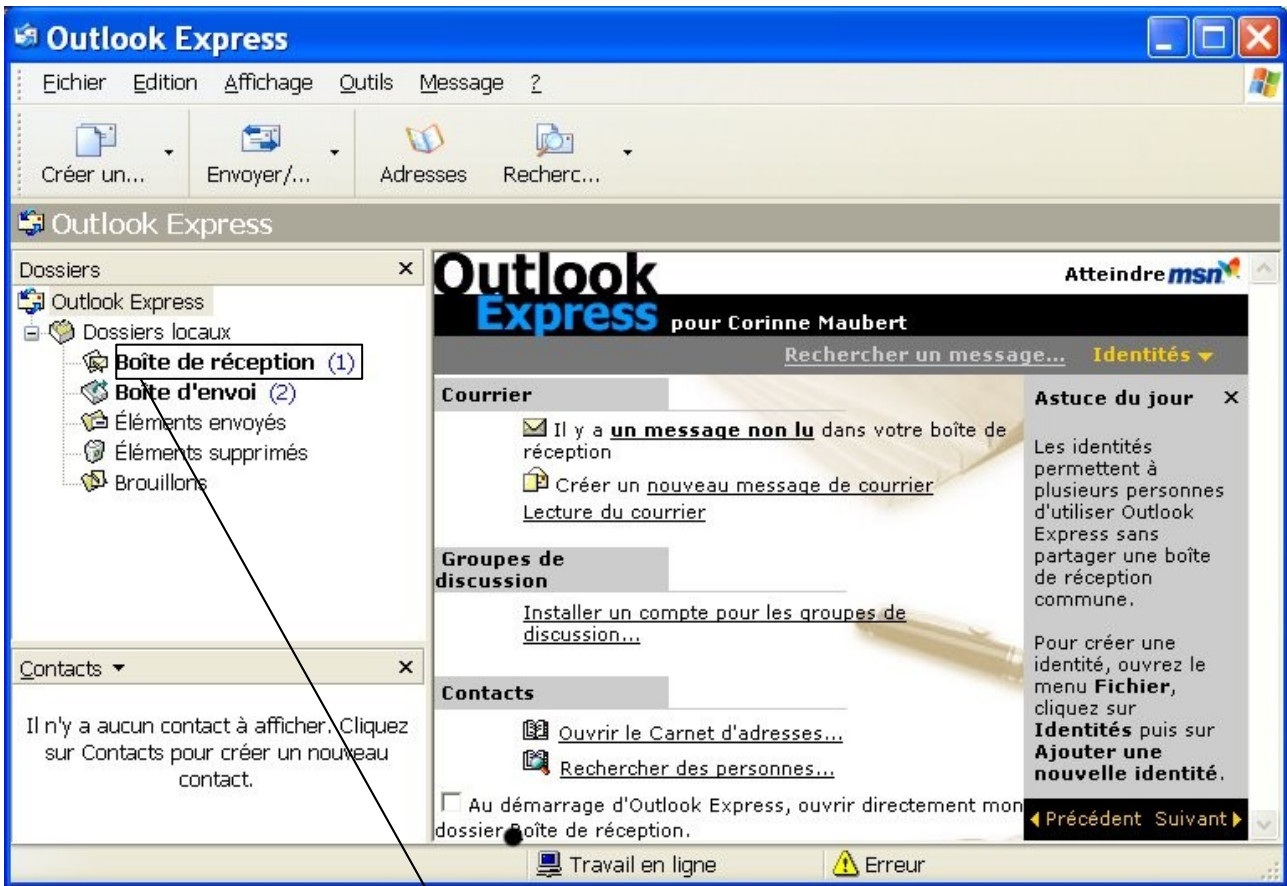 Outlook Express
Fichier Edition Affichage Outils Message ?
Créer un... Envoyer/... Adresses Recherc...
Outlook Express
Dossiers
Outlook Express
Dossiers locaux
Boîte de réception (1)
Boîte d'envoi (2)
Éléments envoyés
Éléments supprimés
Brouillons
Contacts
Il n'y a aucun contact à afficher. Cliquez
sur Contacts pour créer un nouveau
contact.
Outlook
Express pour Corinne Maubert
Atteindre msn
Rechercher un message... Identités
Courrier
Il y a un message non lu dans votre boîte de
réception
Créer un nouveau message de courrier
Lecture du courrier
Groupes de
discussion
Installer un compte pour les groupes de
discussion...
Contacts
Ouvrir le Carnet d'adresses...
Rechercher des personnes...
Au démarrage d'Outlook Express, ouvrir directement mon
dossier Boîte de réception.
Astuce du jour X
Les identités
permettent à
plusieurs personnes
d'utiliser Outlook
Express sans
partager une boîte
de réception
commune.
Pour créer une
identité, ouvrez le
menu Fichier,
cliquez sur
Identités puis sur
Ajouter une
nouvelle identité.
Précédent Suivant
Travail en ligne Erreur